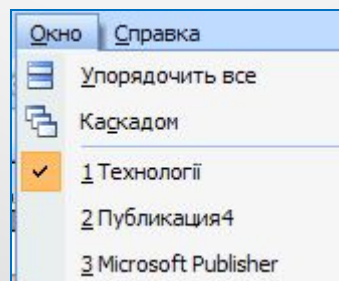 Окно Справка
Упорядочить все
Каскадом
1 Технології
2 Публикация4
3 Microsoft Publisher